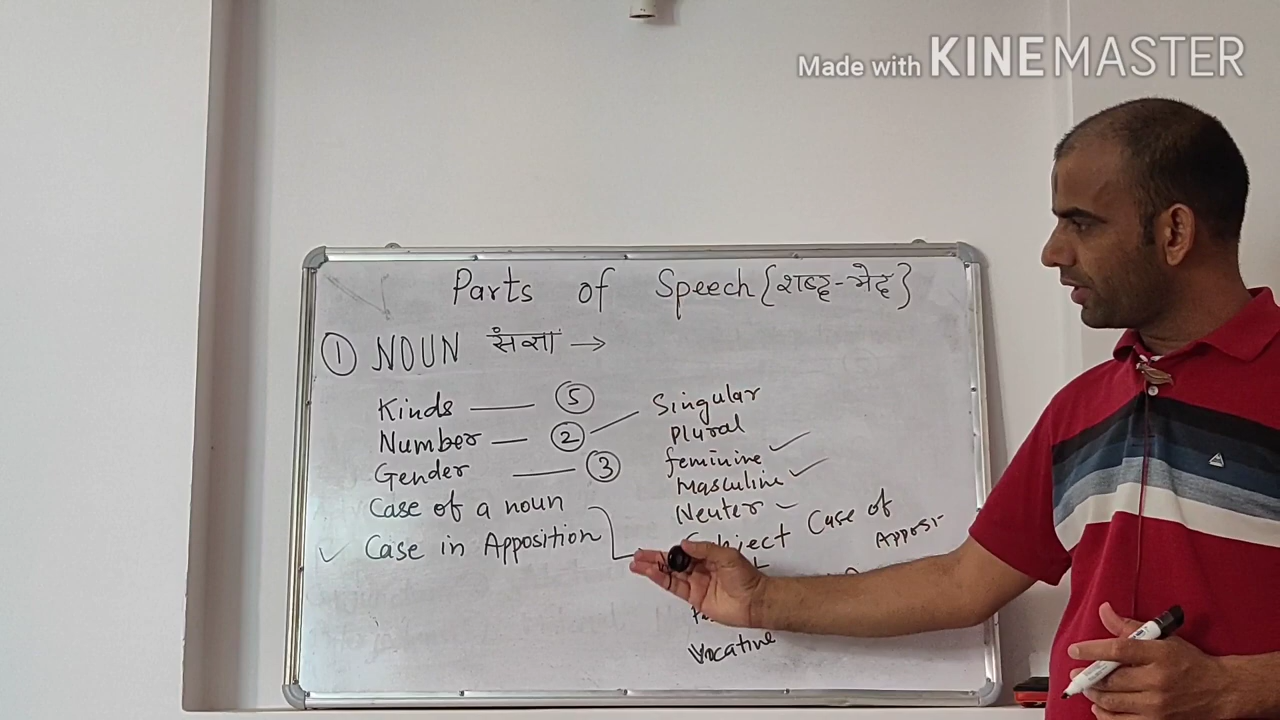 Made with KINEMASTER
Parts of Speech {शब्द-भेद}
① NOUN संज्ञा →
Kinds — ⑤
Number — ② Singular
Plural
Gender — ③ feminine ✓
Masculine ✓
Neuter
Case of a noun
Subject Case of
✓ Case in Apposition
Vocative